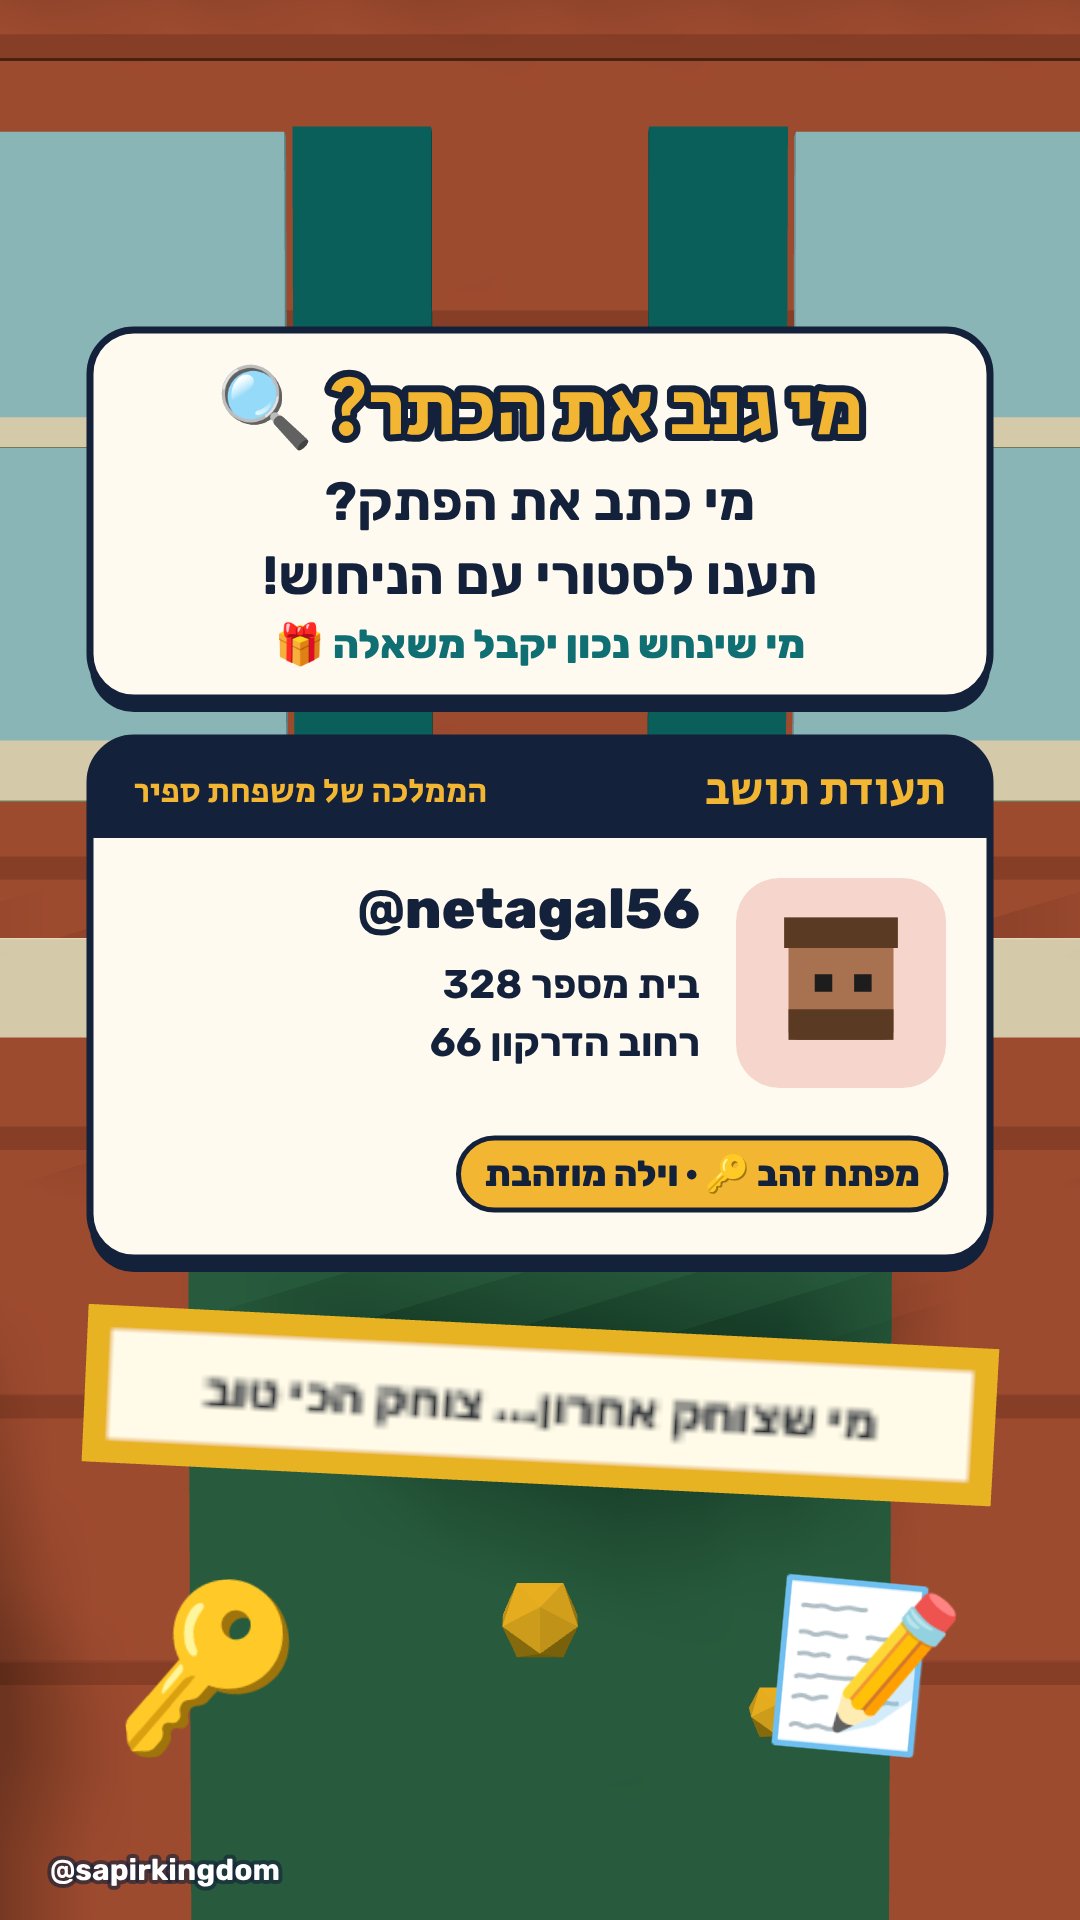 מי גנב את הכתר? 🔍
מי כתב את הפתק?
תענו לסטורי עם הניחוש!
מי שינחש נכון יקבל משאלה 🎁
תעודת תושב
הממלכה של משפחת ספיר
@netagal56
בית מספר 328
רחוב הדרקון 66
מפתח זהב 🔑 • וילה מוזהבת
מי שצוחק אחרון... צוחק הכי טוב
@sapirkingdom